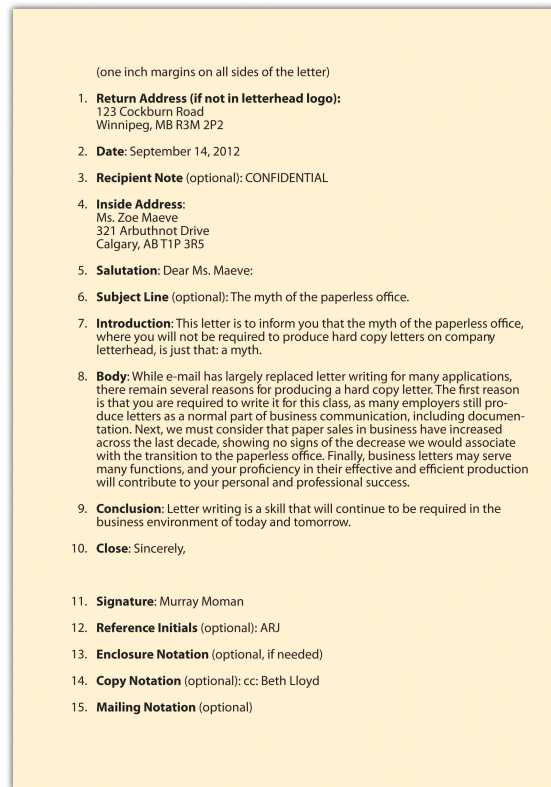 (one inch margins on all sides of the letter)
1. Return Address (if not in letterhead logo):
123 Cockburn Road
Winnipeg, MB R3M 2P2
2. Date: September 14, 2012
3. Recipient Note (optional): CONFIDENTIAL
4. Inside Address:
Ms. Zoe Maeve
321 Arbuthnot Drive
Calgary, AB T1P 3R5
5. Salutation: Dear Ms. Maeve:
6. Subject Line (optional): The myth of the paperless office.
7. Introduction: This letter is to inform you that the myth of the paperless office,
where you will not be required to produce hard copy letters on company
letterhead, is just that: a myth.
8. Body: While e-mail has largely replaced letter writing for many applications,
there remain several reasons for producing a hard copy letter. The first reason
is that you are required to write it for this class, as many employers still pro-
duce letters as a normal part of business communication, including documen-
tation. Next, we must consider that paper sales in business have increased
across the last decade, showing no signs of the decrease we would associate
with the transition to the paperless office. Finally, business letters may serve
many functions, and your proficiency in their effective and efficient production
will contribute to your personal and professional success.
9. Conclusion: Letter writing is a skill that will continue to be required in the
business environment of today and tomorrow.
10. Close: Sincerely,
11. Signature: Murray Moman
12. Reference Initials (optional): ARJ
13. Enclosure Notation (optional, if needed)
14. Copy Notation (optional): cc: Beth Lloyd
15. Mailing Notation (optional)